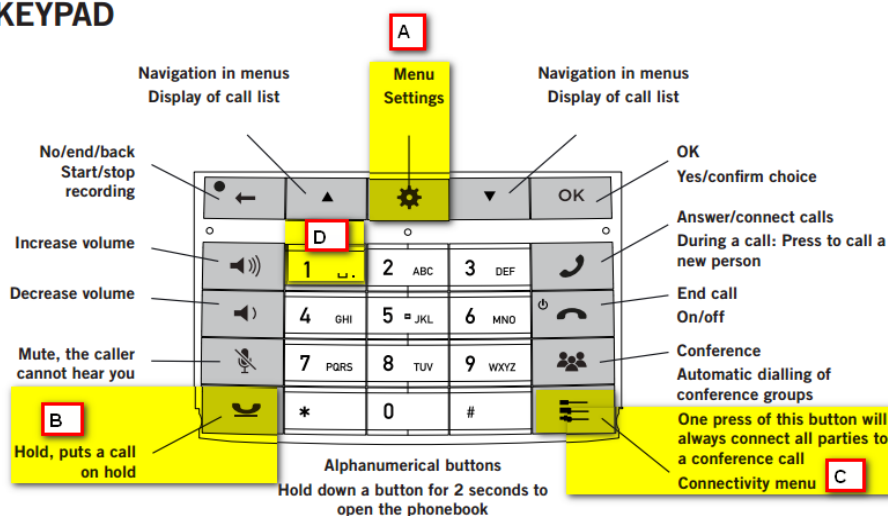 KEYPAD
A
Navigation in menus
Display of call list
Menu
Settings
Navigation in menus
Display of call list
No/end/back
Start/stop
recording
OK
Yes/confirm choice
OK
Answer/connect calls
During a call: Press to call a
new person
Increase volume
D
1
2 ABC
3 DEF
Decrease volume
4 GHI
5 JKL
6 MNO
End call
On/off
Mute, the caller
cannot hear you
7 PQRS
8 TUV
9 WXYZ
Conference
Automatic dialling of
conference groups
B
Hold, puts a call
on hold
*
0
#
One press of this button will
always connect all parties to
a conference call
Connectivity menu
C
Alphanumerical buttons
Hold down a button for 2 seconds to
open the phonebook